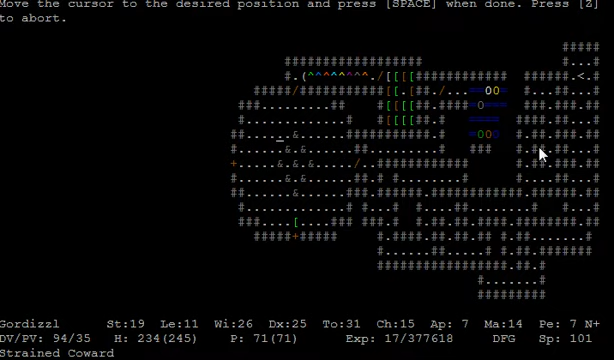 Move the cursor to the desired position and press [SPACE] when done. Press [Z]
to abort.
Gordizzl St:19 Le:11 Wi:26 Dx:25 To:31 Ch:15 Ap: 7 Ma:14 Pe: 7 N+
DV/PV: 94/35 H: 234(245) P: 71(71) Exp: 17/377618 DFG Sp: 101
Strained Coward